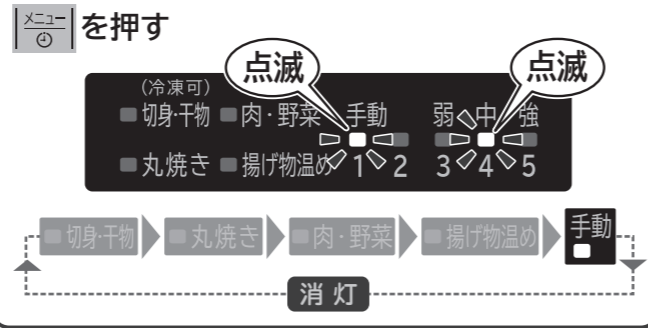 メニュー を押す
点滅 点滅
(冷凍可)
切身・干物 肉・野菜 手動 弱 中 強
丸焼き 揚げ物温め 1 2 3 4 5
切身・干物 丸焼き 肉・野菜 揚げ物温め 手動
消灯